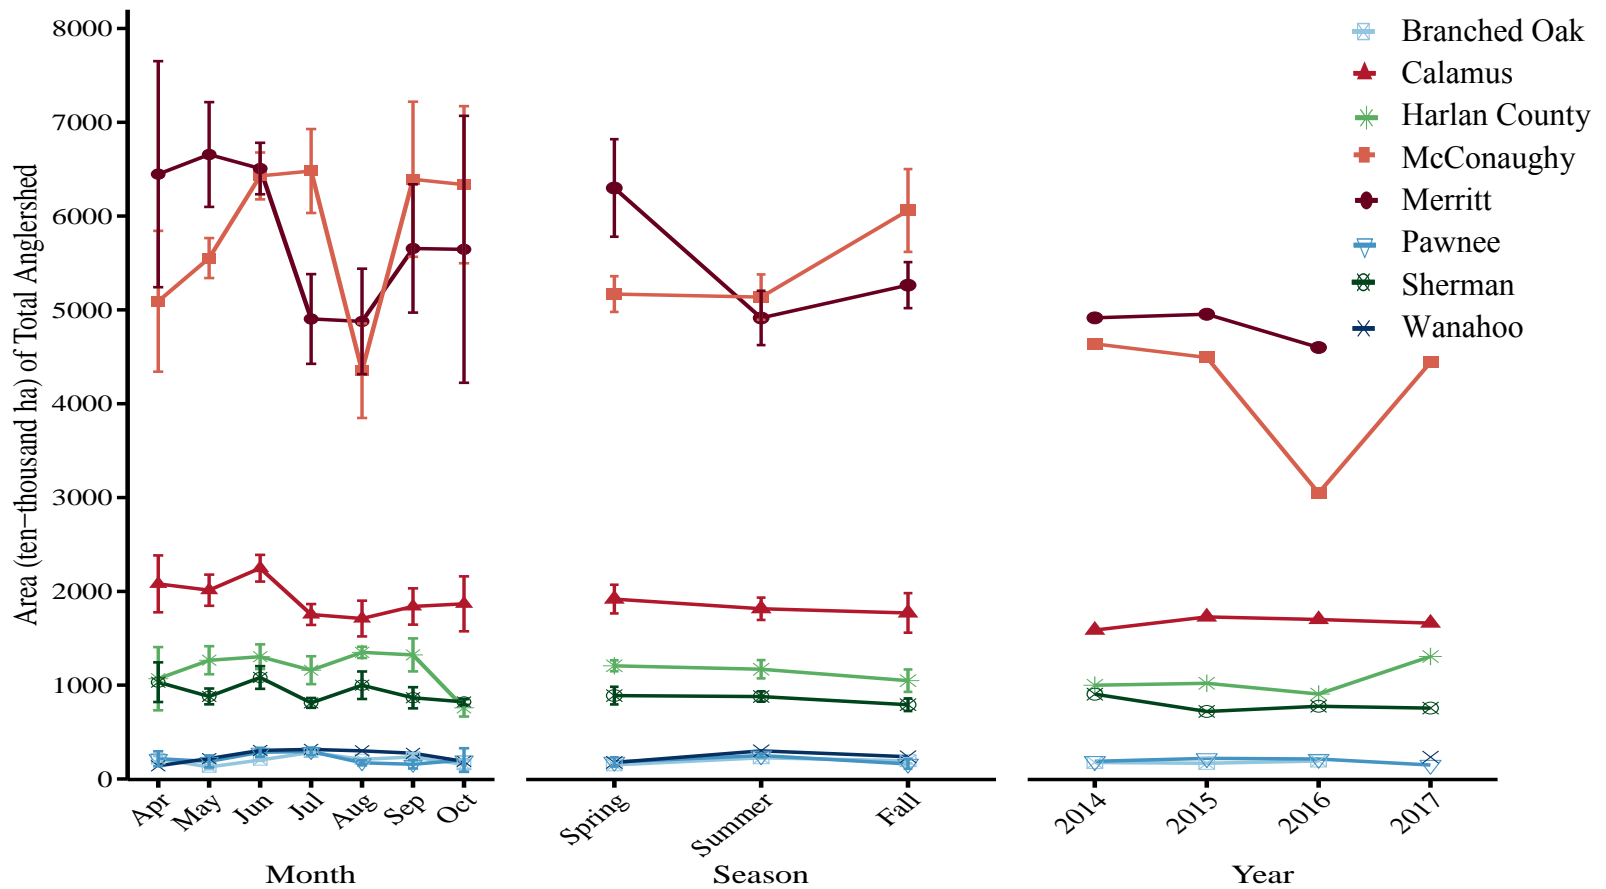 Area (ten−thousand ha) of Total Anglershed
8000
7000
6000
5000
4000
3000
2000
1000
0
Apr
May
Jun
Jul
Aug
Sep
Oct
Month
Spring
Summer
Fall
Season
2014
2015
2016
2017
Year
Branched Oak
Calamus
Harlan County
McConaughy
Merritt
Pawnee
Sherman
Wanahoo